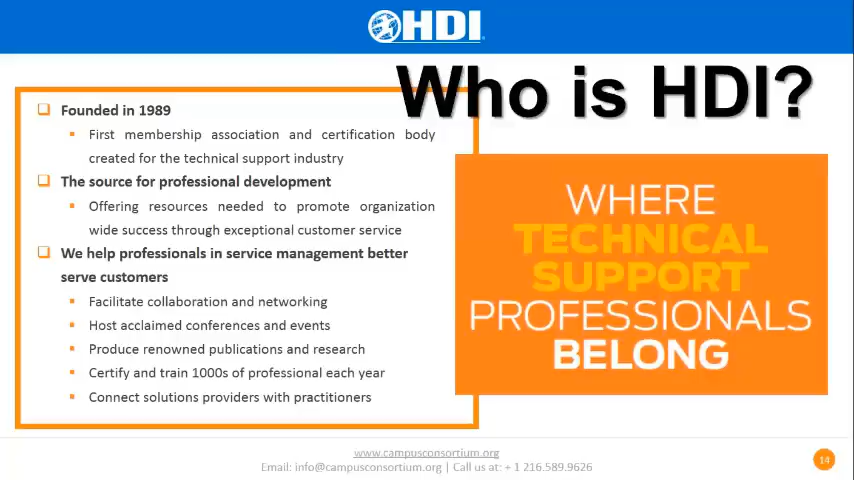 HDI
Who is HDI?
Founded in 1989
First membership association and certification body
created for the technical support industry
The source for professional development
Offering resources needed to promote organization
wide success through exceptional customer service
We help professionals in service management better
serve customers
Facilitate collaboration and networking
Host acclaimed conferences and events
Produce renowned publications and research
Certify and train 1000s of professional each year
Connect solutions providers with practitioners
WHERE
TECHNICAL
SUPPORT
PROFESSIONALS
BELONG
www.campusconsortium.org
Email: info@campusconsortium.org | Call us at: + 1 216.589.9626
14